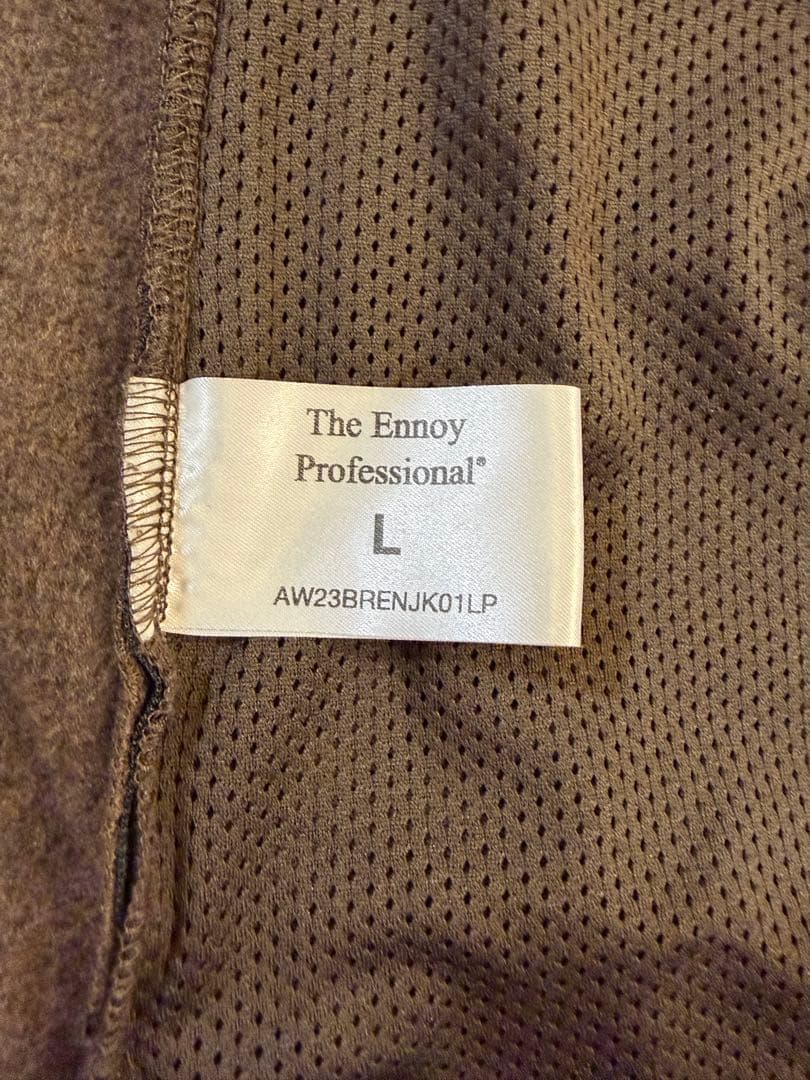 The Ennoy
Professional®
L
AW23BRENJK01LP